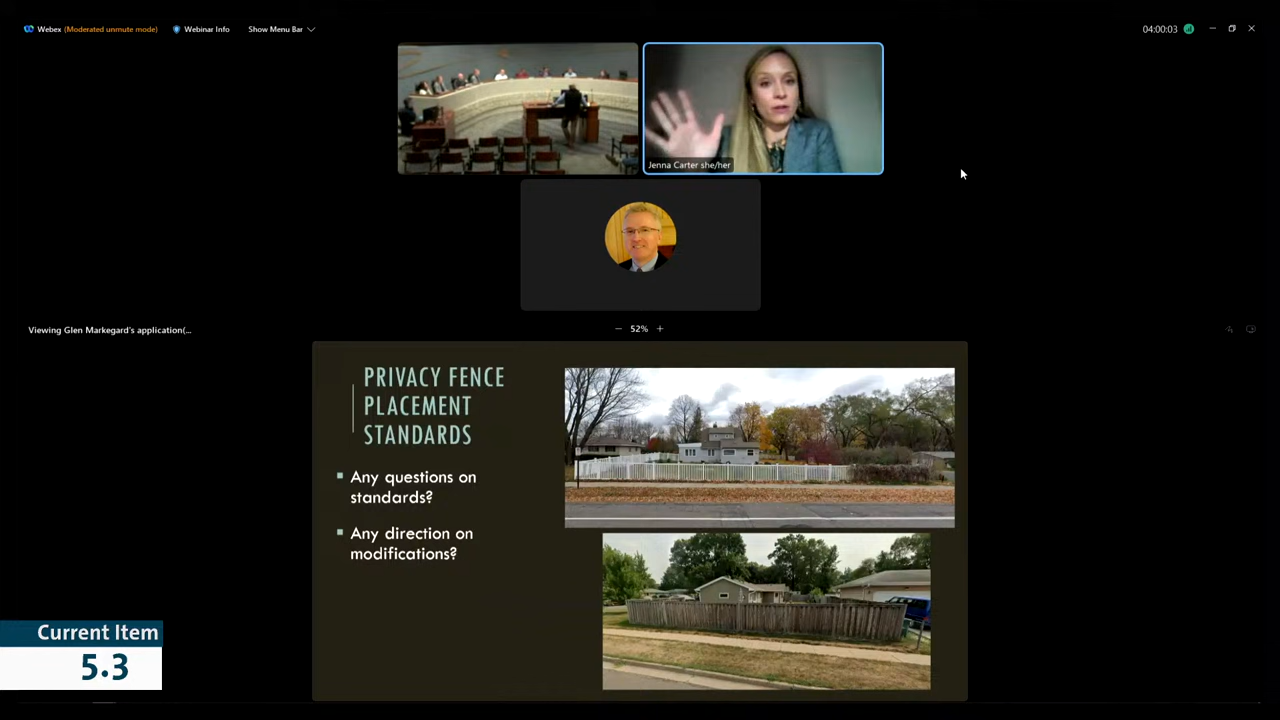 Webex (Moderated unmute mode) Webinar Info Show Menu Bar 04:00:03
Jenna Carter she/her
Viewing Glen Markegard's application(...
52%
PRIVACY FENCE
PLACEMENT
STANDARDS
Any questions on
standards?
Any direction on
modifications?
Current Item
5.3